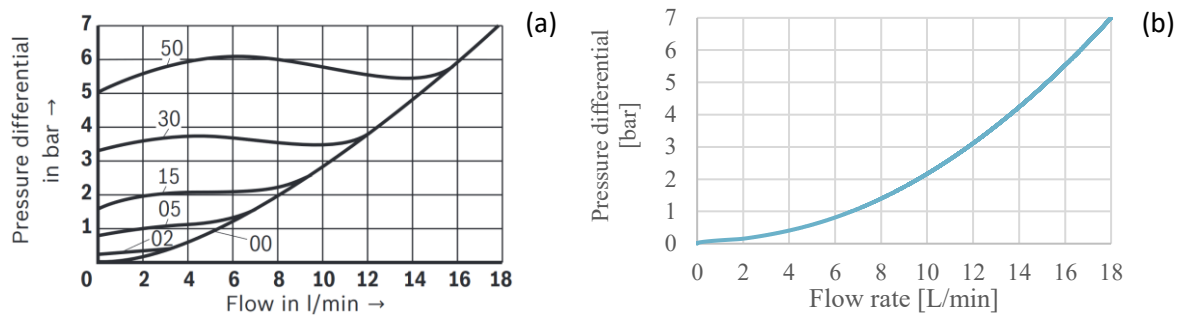 (a)
Pressure differential
in bar →
7
6
5
4
3
2
1
0
50
30
15
05
02
00
2 4 6 8 10 12 14 16 18
Flow in l/min →
(b)
Pressure differential
[bar]
7
6
5
4
3
2
1
0
0 2 4 6 8 10 12 14 16 18
Flow rate [L/min]